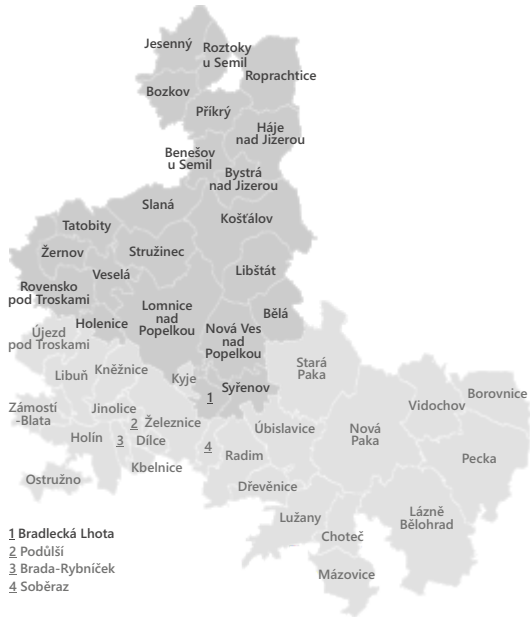 Jesenný
Roztoky
u Semil
Roprachtice
Bozkov
Příkrý
Háje
nad Jizerou
Benešov
u Semil
Bystrá
nad Jizerou
Slaná
Košťálov
Tatobity
Žernov
Stružinec
Veselá
Libštát
Rovensko
pod Troskami
Lomnice
nad
Popelkou
Bělá
Holenice
Nová Ves
nad
Popelkou
Újezd
pod Troskami
Stará
Paka
Kněžnice
Libuň
Kyje
Syřenov
1
Borovnice
Vidochov
Zámostí
-Blata
Jinolice
2 Železnice
Úbislavice
Nová
Paka
Holín
3
Dílce
4
Radim
Pecka
Kbelnice
Ostružno
Dřevěnice
Lužany
Lázně
Bělohrad
Choteč
Mázovice
1 Bradlecká Lhota
2 Podůlší
3 Brada-Rybníček
4 Soběraz